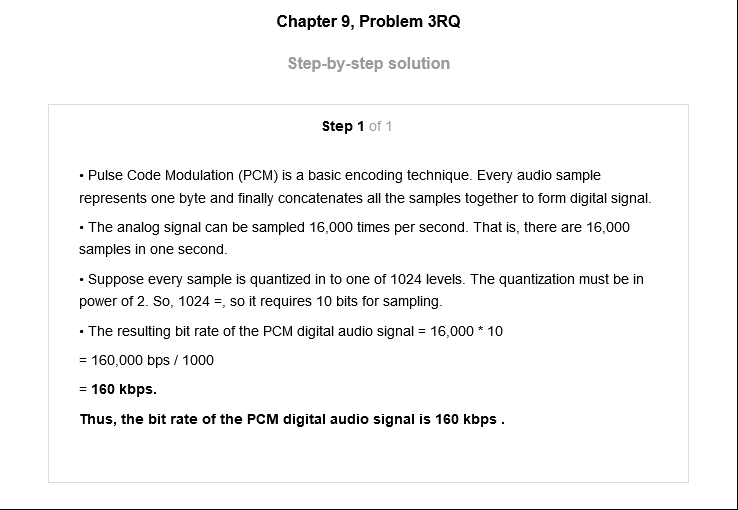 Chapter 9, Problem 3RQ
Step-by-step solution
Step 1 of 1
• Pulse Code Modulation (PCM) is a basic encoding technique. Every audio sample
represents one byte and finally concatenates all the samples together to form digital signal.
• The analog signal can be sampled 16,000 times per second. That is, there are 16,000
samples in one second.
• Suppose every sample is quantized in to one of 1024 levels. The quantization must be in
power of 2. So, 1024 =, so it requires 10 bits for sampling.
• The resulting bit rate of the PCM digital audio signal = 16,000 * 10
= 160,000 bps / 1000
= 160 kbps.
Thus, the bit rate of the PCM digital audio signal is 160 kbps .